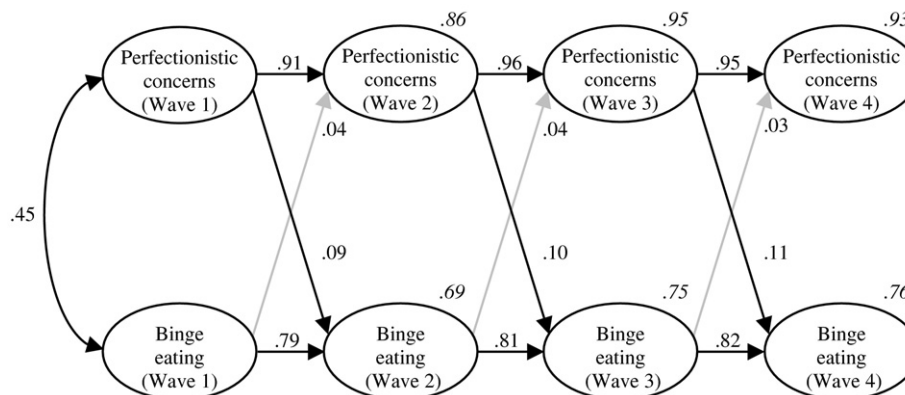 .86
.95
.93
Perfectionistic
concerns
(Wave 1)
.91
Perfectionistic
concerns
(Wave 2)
.96
Perfectionistic
concerns
(Wave 3)
.95
Perfectionistic
concerns
(Wave 4)
.04
.04
.03
.45
.09
.10
.11
.69
.75
.76
Binge
eating
(Wave 1)
.79
Binge
eating
(Wave 2)
.81
Binge
eating
(Wave 3)
.82
Binge
eating
(Wave 4)